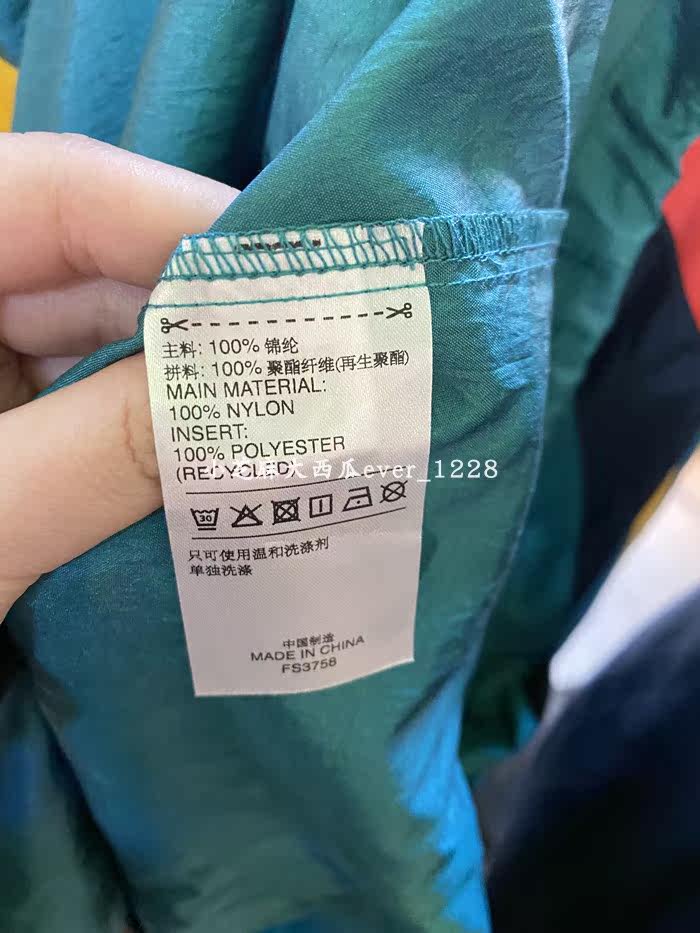 主料: 100% 锦纶
拼料: 100% 聚酯纤维(再生聚酯)
MAIN MATERIAL:
100% NYLON
INSERT:
100% POLYESTER
(RECYCLED)
大西瓜ever_1228
30
只可使用温和洗涤剂
单独洗涤
中国制造
MADE IN CHINA
FS3758